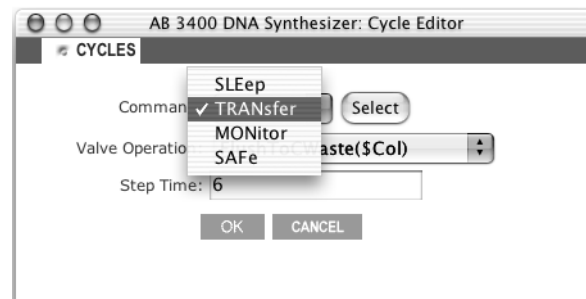 AB 3400 DNA Synthesizer: Cycle Editor
CYCLES
SLEep
Comman ✓ TRANsfer Select
MONitor
Valve Operatio aste($Col)
SAFe
Step Time: 6
OK CANCEL